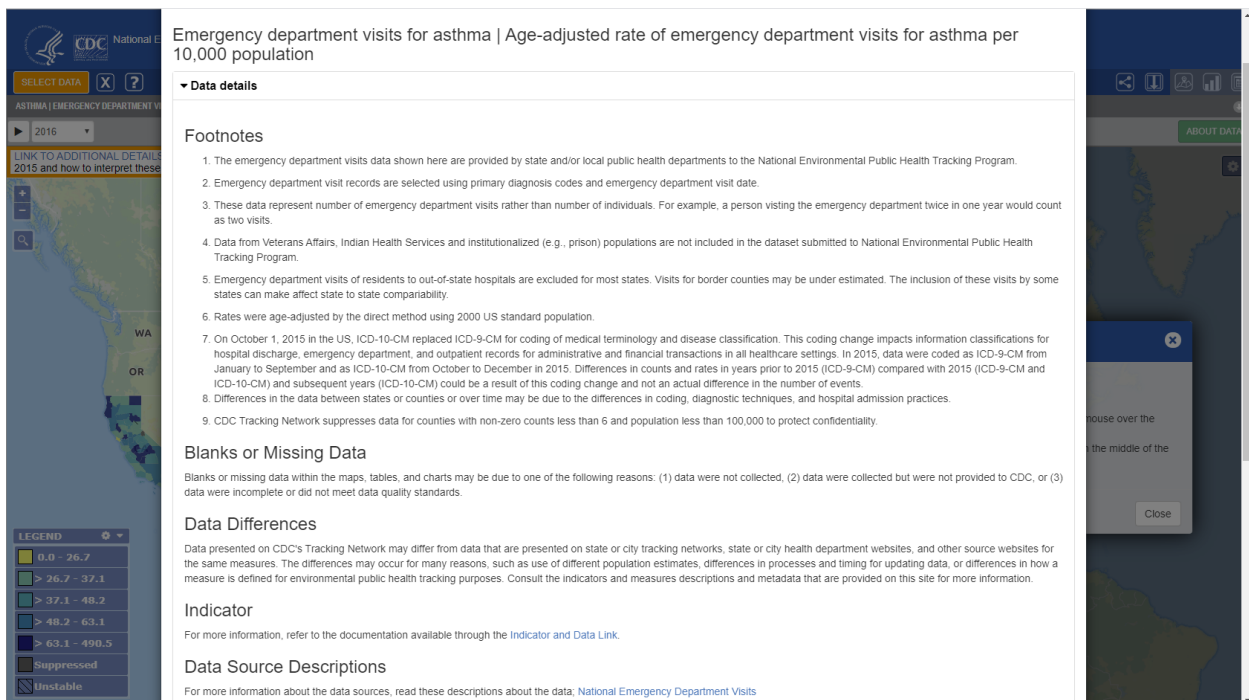 CDC National E
SELECT DATA X ?
ASTHMA | EMERGENCY DEPARTMENT VI
2016
ABOUT DATA
LINK TO ADDITIONAL DETAILS
2015 and how to interpret these
+
−
WA
OR
Emergency department visits for asthma | Age-adjusted rate of emergency department visits for asthma per
10,000 population
Data details
Footnotes
1. The emergency department visits data shown here are provided by state and/or local public health departments to the National Environmental Public Health Tracking Program.
2. Emergency department visit records are selected using primary diagnosis codes and emergency department visit date.
3. These data represent number of emergency department visits rather than number of individuals. For example, a person visting the emergency department twice in one year would count
as two visits.
4. Data from Veterans Affairs, Indian Health Services and institutionalized (e.g., prison) populations are not included in the dataset submitted to National Environmental Public Health
Tracking Program.
5. Emergency department visits of residents to out-of-state hospitals are excluded for most states. Visits for border counties may be under estimated. The inclusion of these visits by some
states can make affect state to state compariability.
6. Rates were age-adjusted by the direct method using 2000 US standard population.
7. On October 1, 2015 in the US, ICD-10-CM replaced ICD-9-CM for coding of medical terminology and disease classification. This coding change impacts information classifications for
hospital discharge, emergency department, and outpatient records for administrative and financial transactions in all healthcare settings. In 2015, data were coded as ICD-9-CM from
January to September and as ICD-10-CM from October to December in 2015. Differences in counts and rates in years prior to 2015 (ICD-9-CM) compared with 2015 (ICD-9-CM and
ICD-10-CM) and subsequent years (ICD-10-CM) could be a result of this coding change and not an actual difference in the number of events.
8. Differences in the data between states or counties or over time may be due to the differences in coding, diagnostic techniques, and hospital admission practices.
9. CDC Tracking Network suppresses data for counties with non-zero counts less than 6 and population less than 100,000 to protect confidentiality.
Blanks or Missing Data
Blanks or missing data within the maps, tables, and charts may be due to one of the following reasons: (1) data were not collected, (2) data were collected but were not provided to CDC, or (3)
data were incomplete or did not meet data quality standards.
Data Differences
Data presented on CDC's Tracking Network may differ from data that are presented on state or city tracking networks, state or city health department websites, and other source websites for
the same measures. The differences may occur for many reasons, such as use of different population estimates, differences in processes and timing for updating data, or differences in how a
measure is defined for environmental public health tracking purposes. Consult the indicators and measures descriptions and metadata that are provided on this site for more information.
Indicator
For more information, refer to the documentation available through the Indicator and Data Link.
Data Source Descriptions
For more information about the data sources, read these descriptions about the data; National Emergency Department Visits
LEGEND
0.0 - 26.7
> 26.7 - 37.1
> 37.1 - 48.2
> 48.2 - 63.1
> 63.1 - 490.5
Suppressed
Unstable
mouse over the
the middle of the
Close